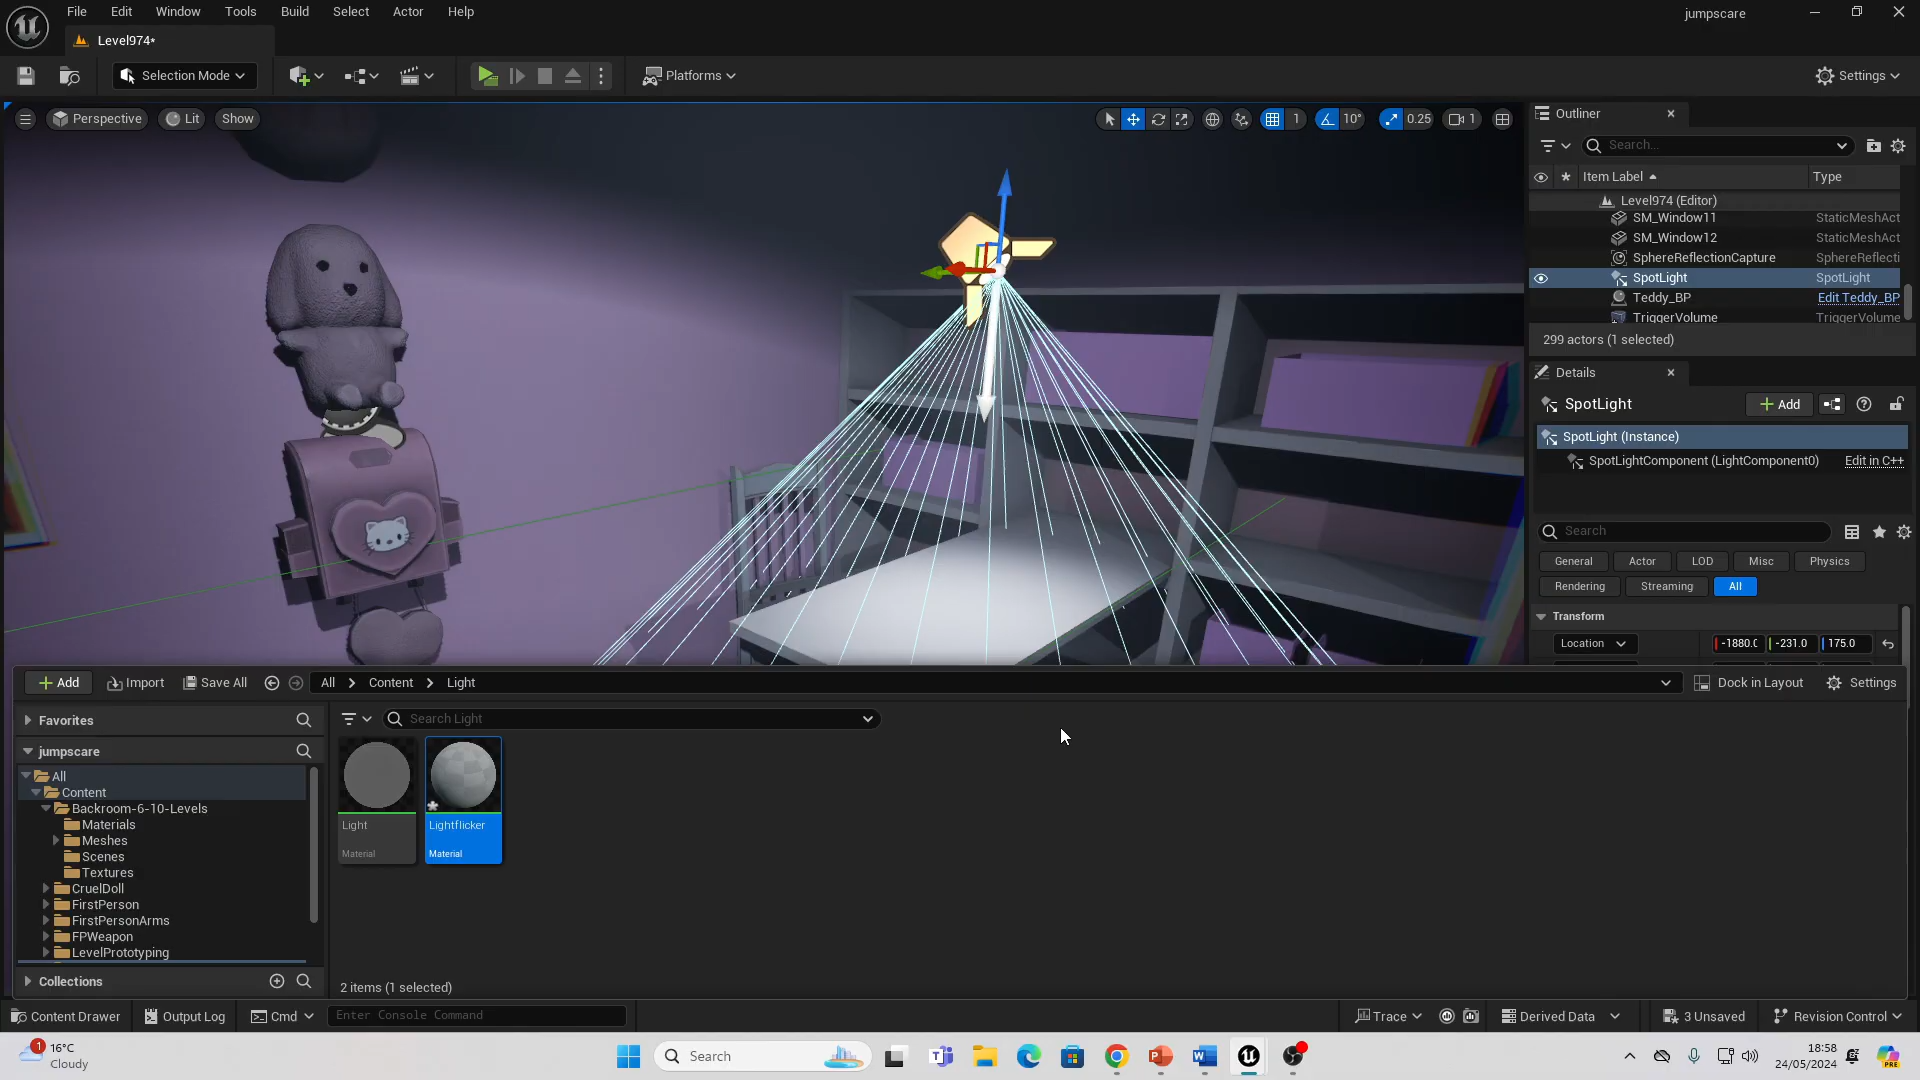 File Edit Window Tools Build Select Actor Help
jumpscare
Level974*
Selection Mode
Platforms
Settings
Perspective Lit Show
1 10° 0.25 1
Outliner
Search...
Item Label Type
Level974 (Editor)
SM_Window11 StaticMeshAct
SM_Window12 StaticMeshAct
SphereReflectionCapture SphereReflecti
SpotLight SpotLight
Teddy_BP Edit Teddy_BP
TriggerVolume TriggerVolume
299 actors (1 selected)
Details
SpotLight
Add
SpotLight (Instance)
SpotLightComponent (LightComponent0) Edit in C++
Search
General Actor LOD Misc Physics
Rendering Streaming All
Transform
Location -1880.0 -231.0 175.0
Add Import Save All All Content Light Dock in Layout Settings
Favorites
Search Light
jumpscare
All
Content
Backroom-6-10-Levels
Materials
Meshes
Scenes
Textures
CruelDoll
FirstPerson
FirstPersonArms
FPWeapon
LevelPrototyping
Light
Material
Lightflicker
Material
Collections
2 items (1 selected)
Content Drawer Output Log Cmd Enter Console Command Trace Derived Data 3 Unsaved Revision Control
1
16°C
Cloudy
Search
18:58
24/05/2024
PRE